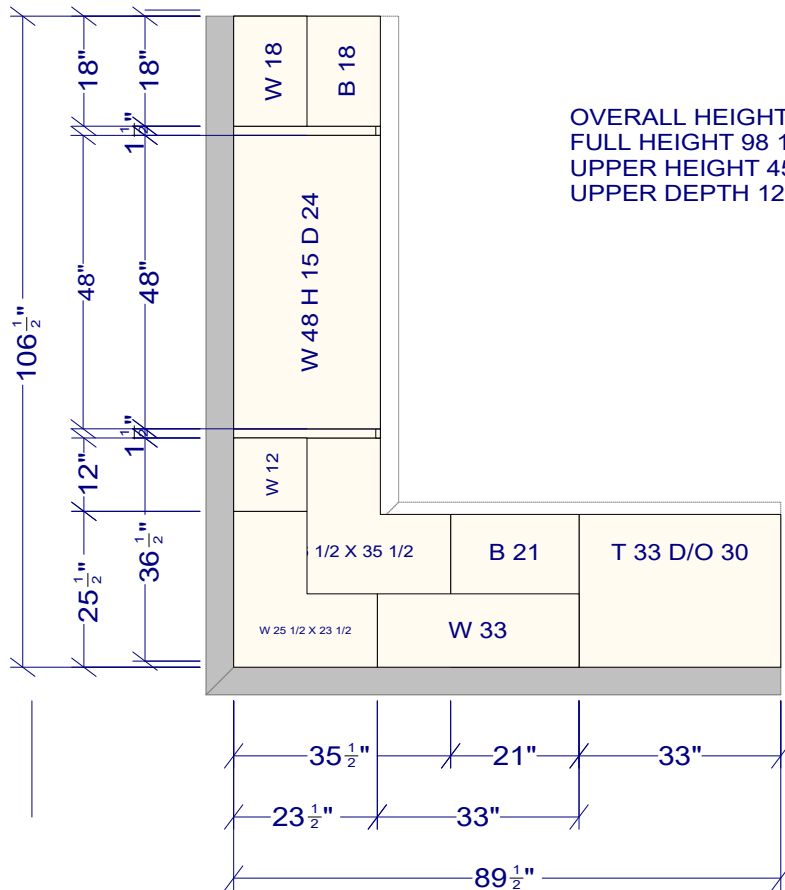 18"
18"
W 18
B 18
1 1/2"
OVERALL HEIGHT
FULL HEIGHT 98 1
UPPER HEIGHT 45
UPPER DEPTH 12
48"
48"
W 48 H 15 D 24
106 1/2"
1 1/2"
12"
W 12
36 1/2"
25 1/2"
1/2 X 35 1/2
B 21
T 33 D/O 30
W 25 1/2 X 23 1/2
W 33
35 1/2"
21"
33"
23 1/2"
33"
89 1/2"